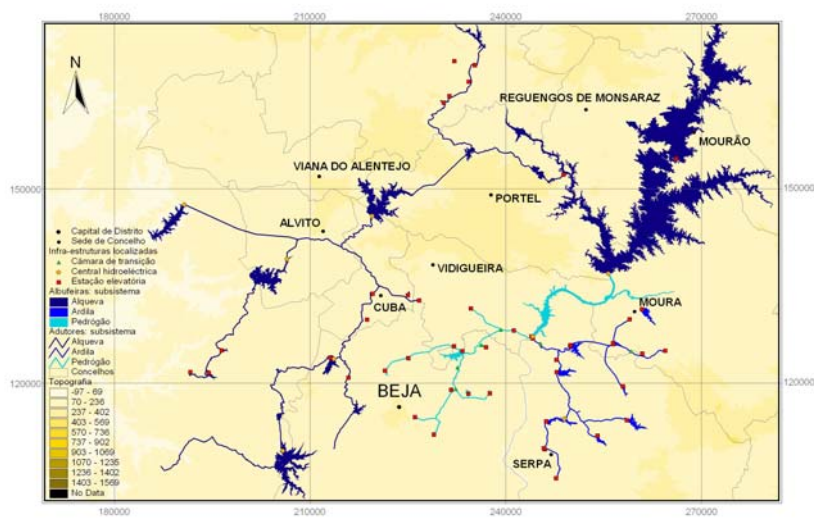 180000 210000 240000 270000
N
REGUENGOS DE MONSARAZ
MOURÃO
VIANA DO ALENTEJO
150000 150000
PORTEL
ALVITO
Capital de Distrito
Sede de Concelho
Infra-estruturas localizadas
Câmara de transição
Central hidroeléctrica
Estação elevatória
Albufeiras: subsistema
Alqueva
Ardila
Pedrógão
Adutores: subsistema
Alqueva
Ardila
Pedrógão
Concelhos
Topografia
-97 - 69
70 - 236
237 - 402
403 - 569
570 - 736
737 - 902
903 - 1069
1070 - 1235
1236 - 1402
1403 - 1569
No Data
VIDIGUEIRA
CUBA
MOURA
120000 120000
BEJA
SERPA
180000 210000 240000 270000